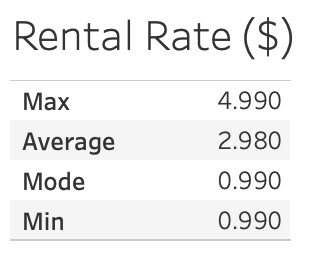 Rental Rate ($)
Max 4.990
Average 2.980
Mode 0.990
Min 0.990